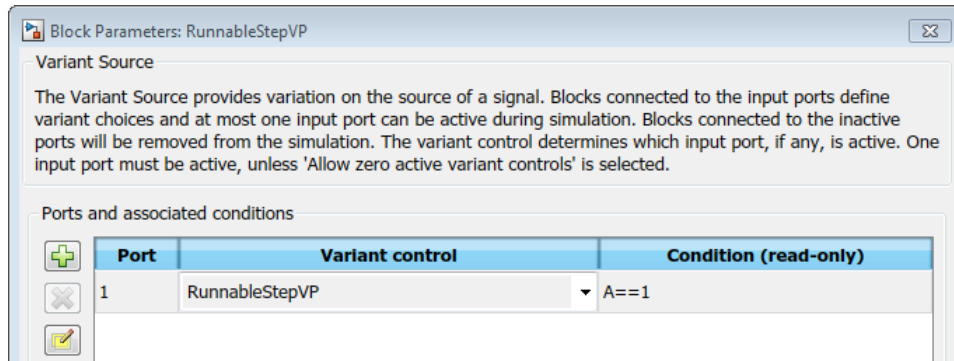 Block Parameters: RunnableStepVP
Variant Source
The Variant Source provides variation on the source of a signal. Blocks connected to the input ports define
variant choices and at most one input port can be active during simulation. Blocks connected to the inactive
ports will be removed from the simulation. The variant control determines which input port, if any, is active. One
input port must be active, unless 'Allow zero active variant controls' is selected.
Ports and associated conditions
Port Variant control Condition (read-only)
1 RunnableStepVP A==1